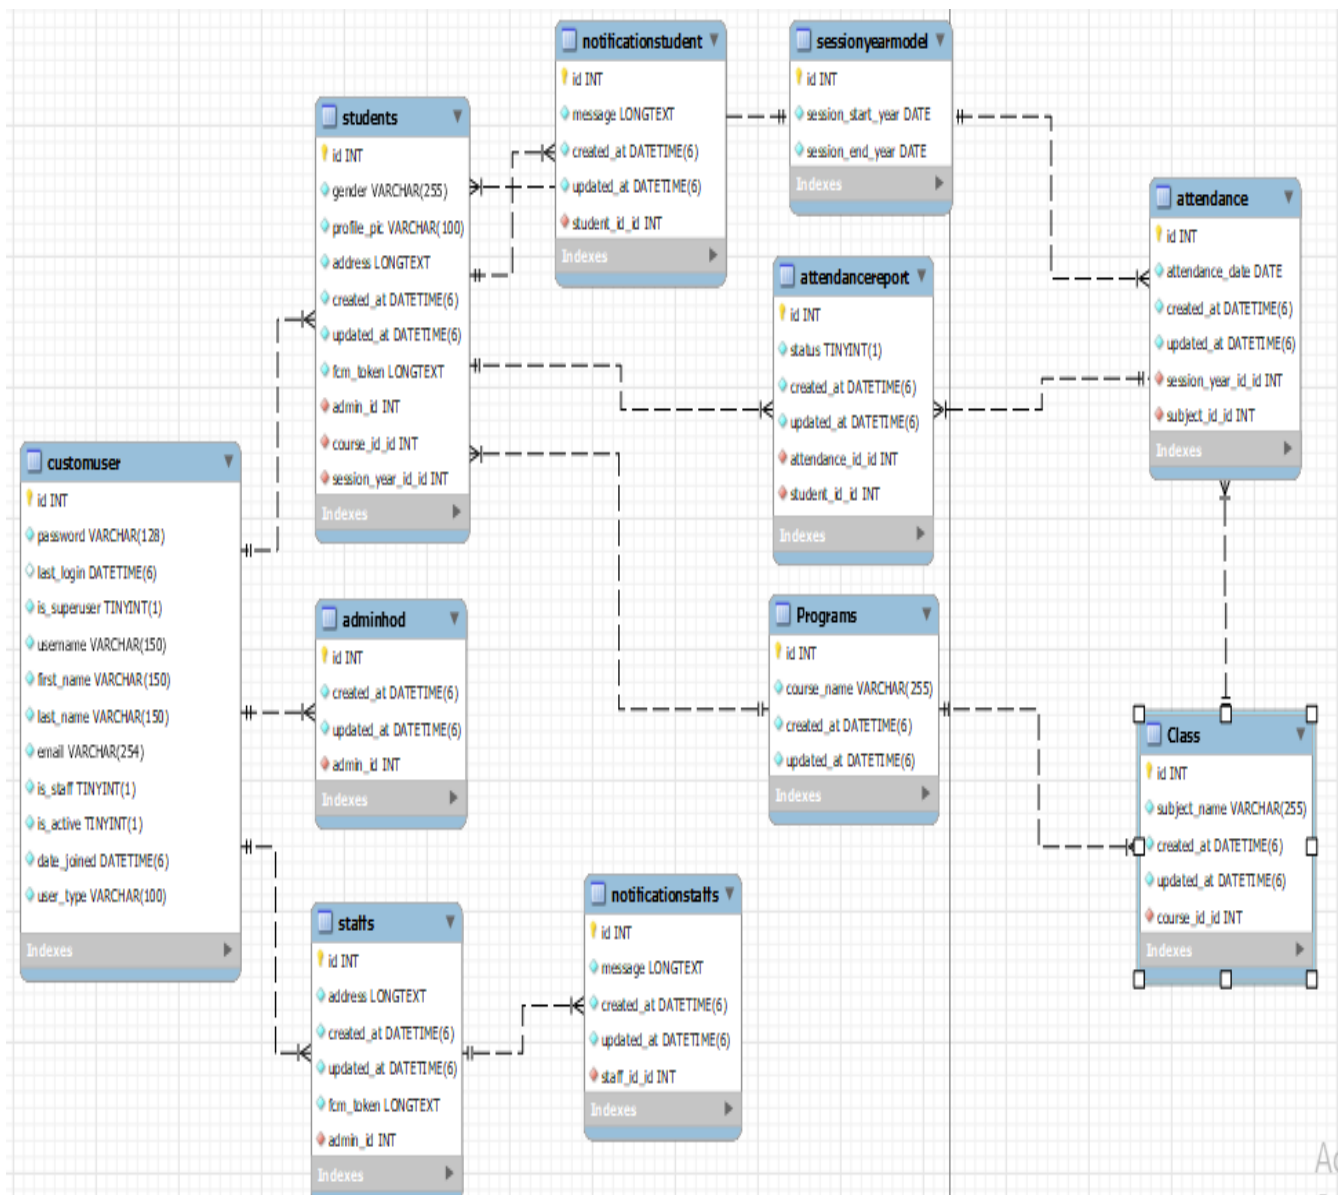 notificationstudent
id INT
message LONGTEXT
created_at DATETIME(6)
updated_at DATETIME(6)
student_id_id INT
Indexes
sessionyearmodel
id INT
session_start_year DATE
session_end_year DATE
Indexes
students
id INT
gender VARCHAR(255)
profile_pic VARCHAR(100)
address LONGTEXT
created_at DATETIME(6)
updated_at DATETIME(6)
fcm_token LONGTEXT
admin_id INT
course_id_id INT
session_year_id_id INT
Indexes
attendance
id INT
attendance_date DATE
created_at DATETIME(6)
updated_at DATETIME(6)
session_year_id_id INT
subject_id_id INT
Indexes
attendancereport
id INT
status TINYINT(1)
created_at DATETIME(6)
updated_at DATETIME(6)
attendance_id_id INT
student_id_id INT
Indexes
customuser
id INT
password VARCHAR(128)
last_login DATETIME(6)
is_superuser TINYINT(1)
username VARCHAR(150)
first_name VARCHAR(150)
last_name VARCHAR(150)
email VARCHAR(254)
is_staff TINYINT(1)
is_active TINYINT(1)
date_joined DATETIME(6)
user_type VARCHAR(100)
Indexes
adminhod
id INT
created_at DATETIME(6)
updated_at DATETIME(6)
admin_id INT
Indexes
Programs
id INT
course_name VARCHAR(255)
created_at DATETIME(6)
updated_at DATETIME(6)
Indexes
Class
id INT
subject_name VARCHAR(255)
created_at DATETIME(6)
updated_at DATETIME(6)
course_id_id INT
Indexes
staffs
id INT
address LONGTEXT
created_at DATETIME(6)
updated_at DATETIME(6)
fcm_token LONGTEXT
admin_id INT
Indexes
notificationstaffs
id INT
message LONGTEXT
created_at DATETIME(6)
updated_at DATETIME(6)
staff_id_id INT
Indexes